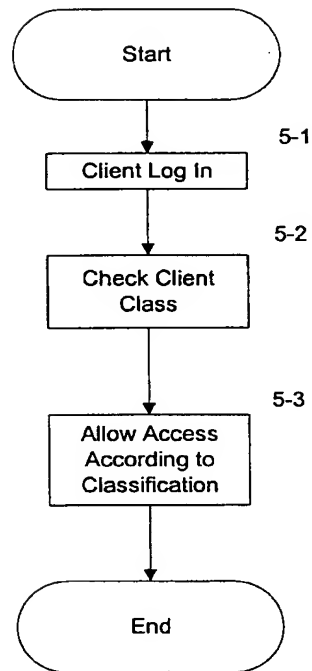 Start
5-1
Client Log In
5-2
Check Client
Class
5-3
Allow Access
According to
Classification
End